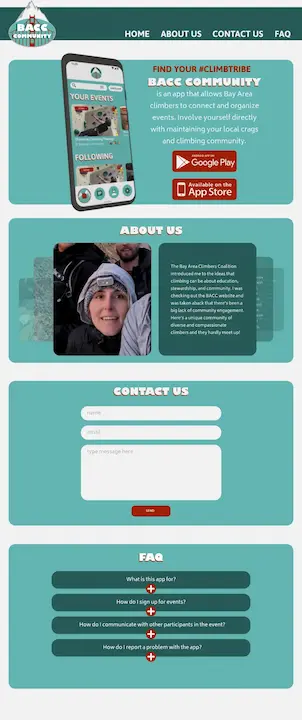 BACC
COMMUNITY
HOME ABOUT US CONTACT US FAQ
FIND YOUR #CLIMBTRIBE
BACC COMMUNITY
is an app that allows Bay Area
climbers to connect and organize
events. Involve yourself directly
with maintaining your local crags
and climbing community.
YOUR EVENTS
FOLLOWING
Google Play
Available on the
App Store
ABOUT US
The Bay Area Climbers Coalition
introduced me to the ideas that
climbing can be about education,
stewardship, and community. I was
checking out the BACC website and
was taken aback that there's been a
big lack of community engagement.
Here's a unique community of
diverse and compassionate
climbers and they hardly meet up!
CONTACT US
name
email
type message here
SEND
FAQ
What is this app for?
How do I sign up for events?
How do I communicate with other participants in the event?
How do I report a problem with the app?